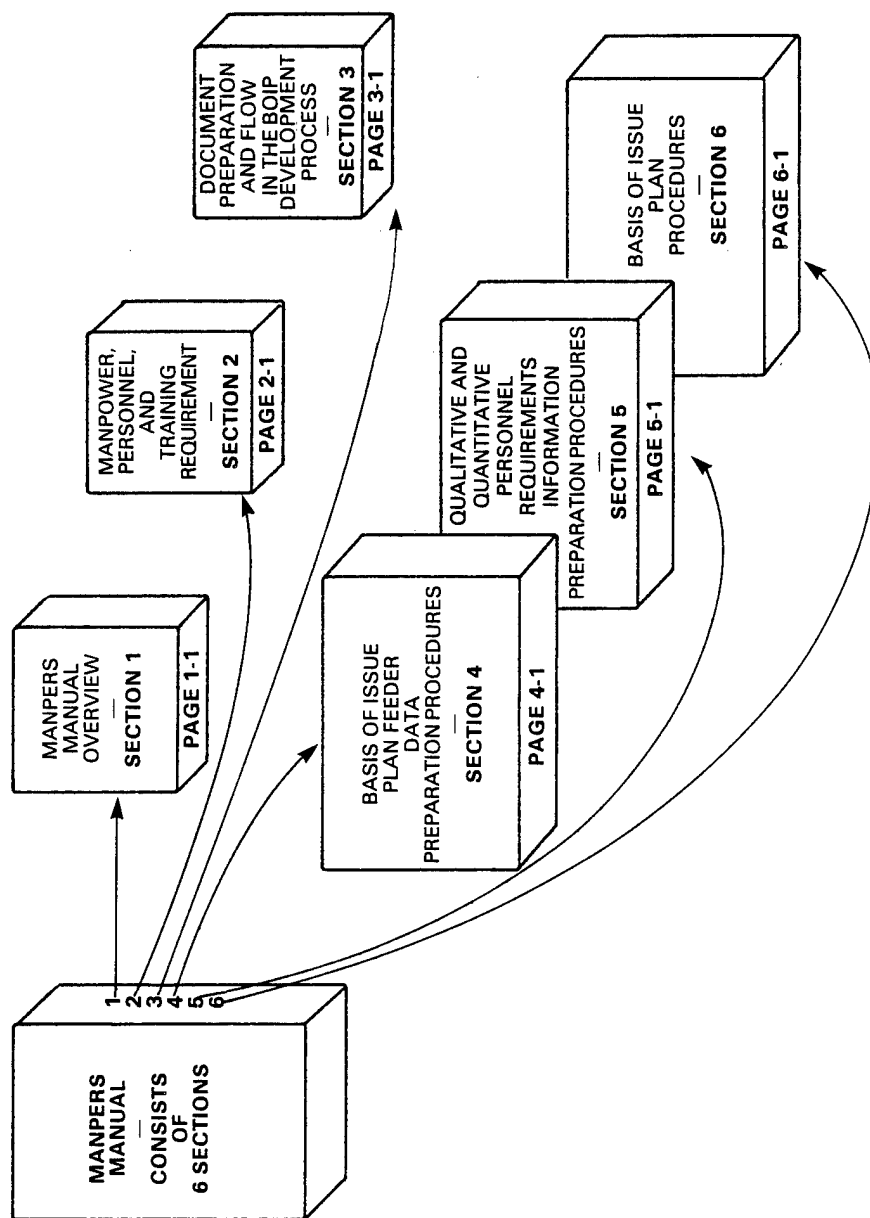 MANPERS
MANUAL
—
CONSISTS
OF
6 SECTIONS
1
2
3
4
5
6
MANPERS
MANUAL
OVERVIEW
—
SECTION 1
PAGE 1-1
MANPOWER,
PERSONNEL,
AND
TRAINING
REQUIREMENT
—
SECTION 2
PAGE 2-1
DOCUMENT
PREPARATION
AND FLOW
IN THE BOIP
DEVELOPMENT
PROCESS
—
SECTION 3
PAGE 3-1
BASIS OF ISSUE
PLAN FEEDER
DATA
PREPARATION PROCEDURES
—
SECTION 4
PAGE 4-1
QUALITATIVE AND
QUANTITATIVE
PERSONNEL
REQUIREMENTS
INFORMATION
PREPARATION PROCEDURES
—
SECTION 5
PAGE 5-1
BASIS OF ISSUE
PLAN
PROCEDURES
—
SECTION 6
PAGE 6-1